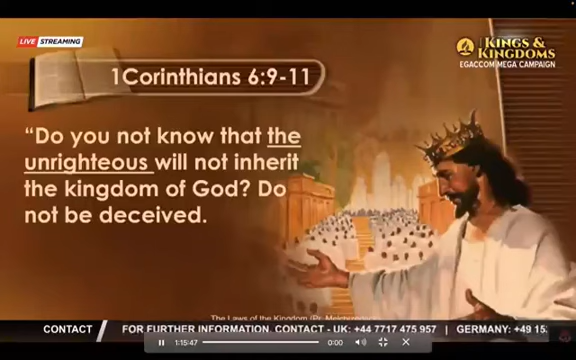 LIVE STREAMING
KINGS &
KINGDOMS
EGACCOM MEGA CAMPAIGN
1Corinthians 6:9-11
“Do you not know that the
unrighteous will not inherit
the kingdom of God? Do
not be deceived.
The Laws of the Kingdom (Pr.
CONTACT
FOR FURTHER INFORMATION, CONTACT - UK: +44 7717 475 957 | GERMANY: +49 15
1:15:47
0:00